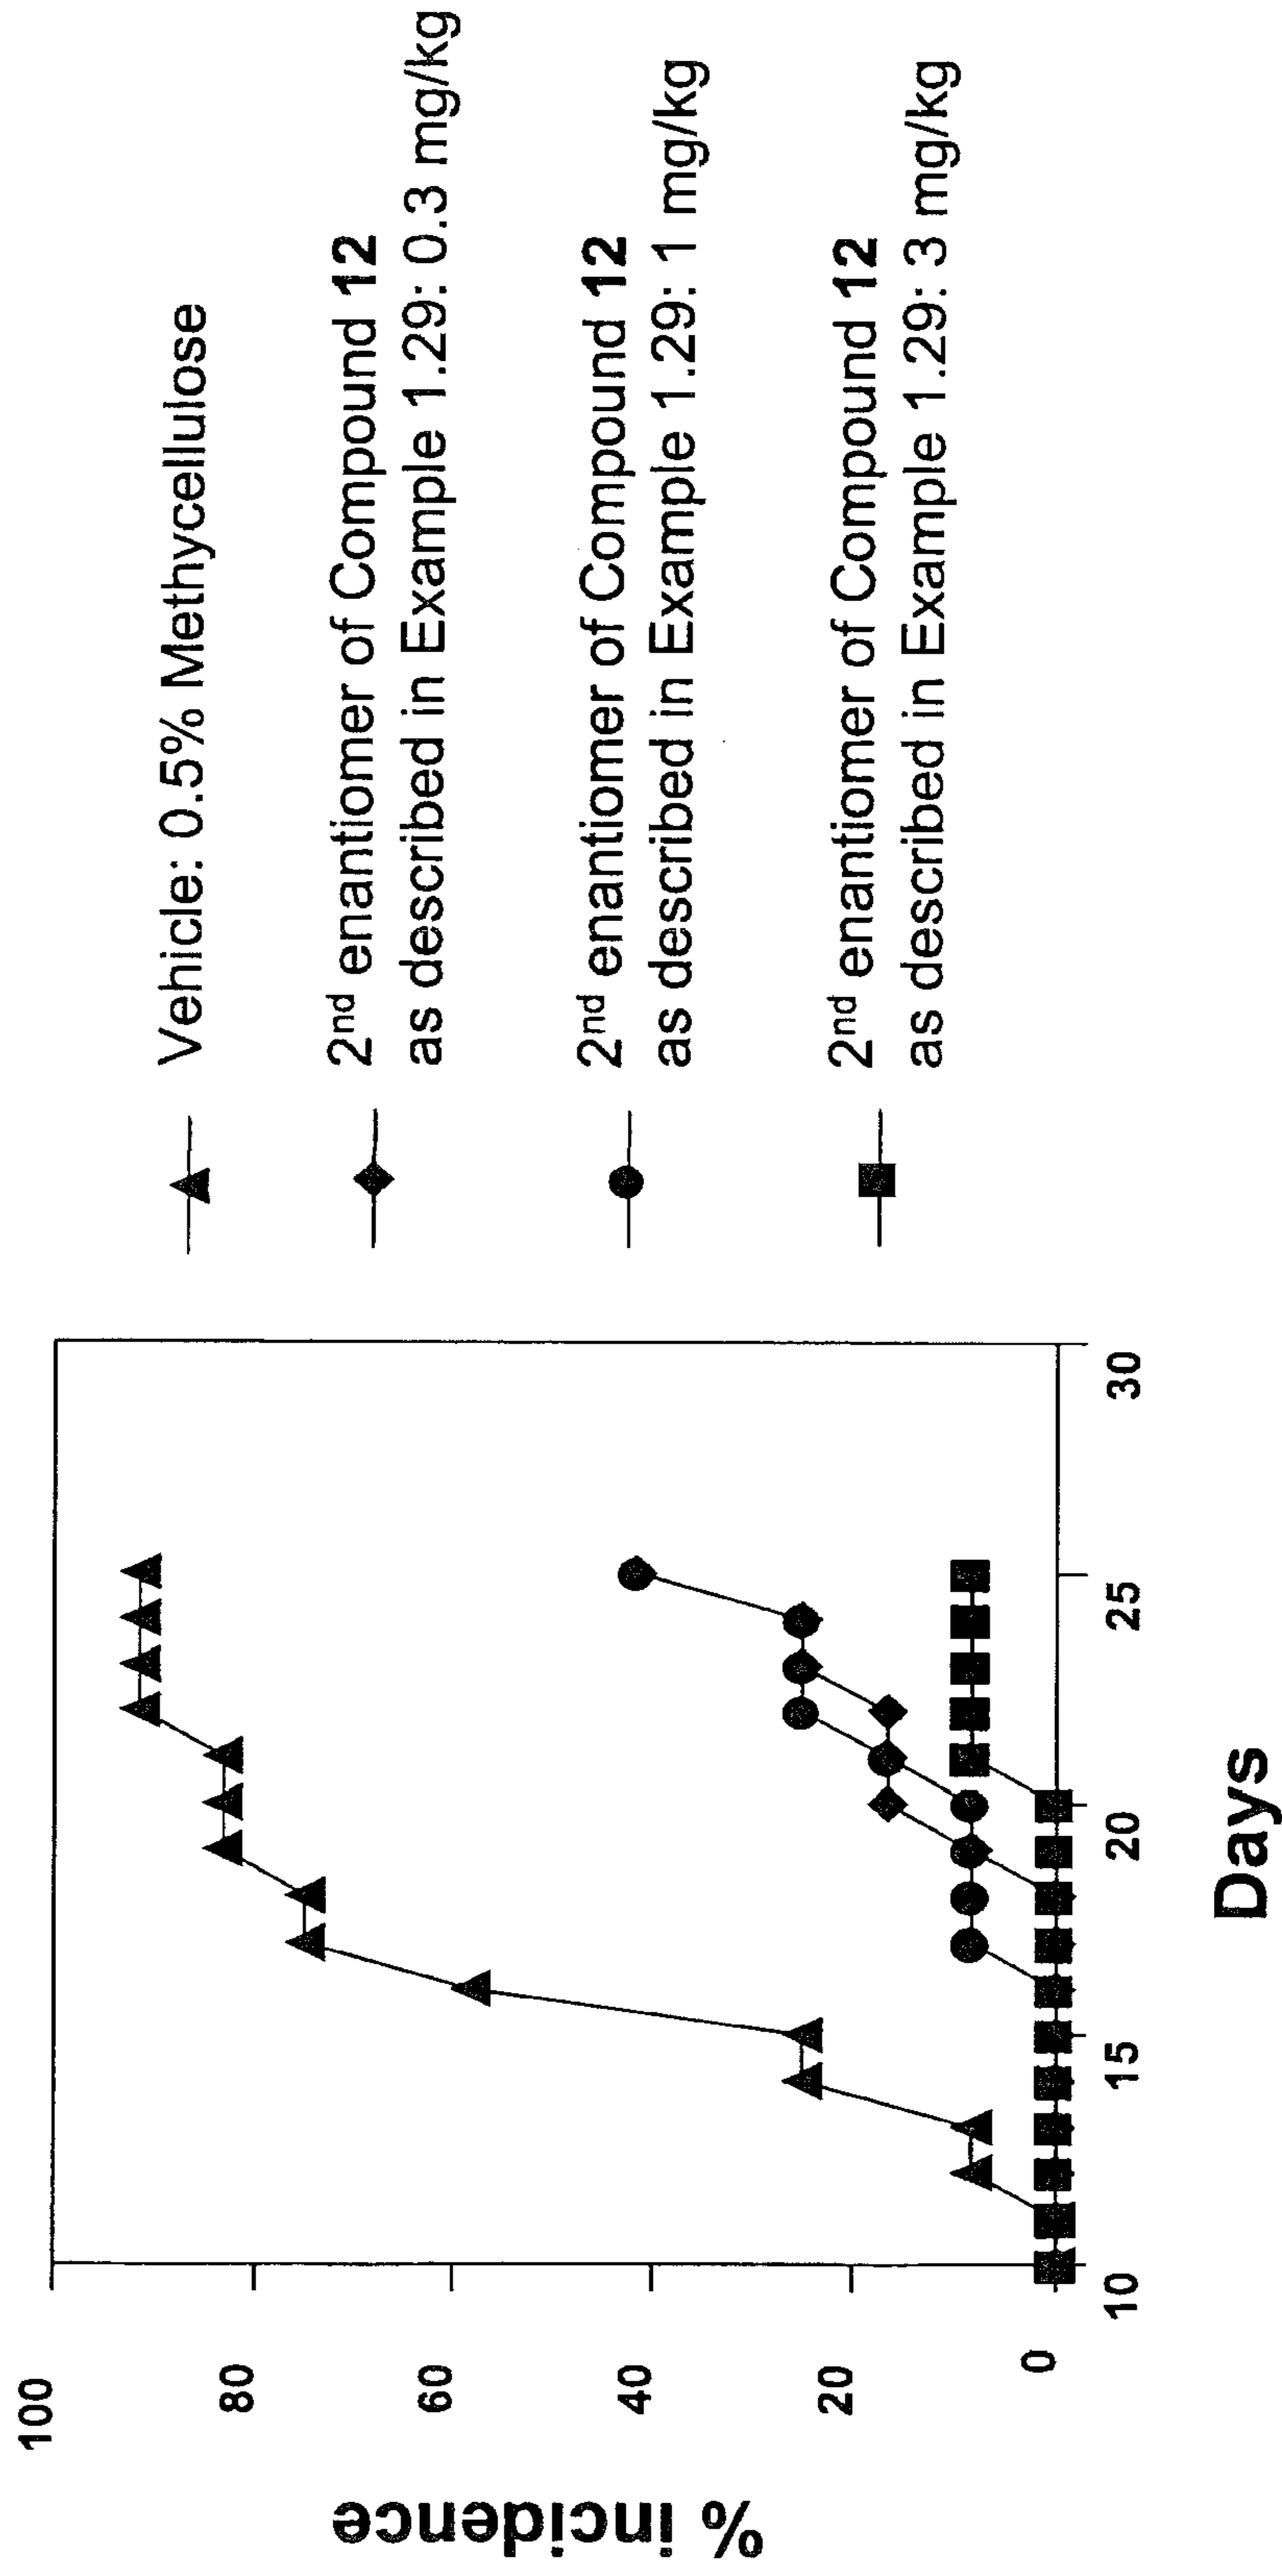 % incidence
100
80
60
40
20
0
10
15
20
25
30
Days
Vehicle: 0.5% Methycellulose
2nd enantiomer of Compound 12
as described in Example 1.29: 0.3 mg/kg
2nd enantiomer of Compound 12
as described in Example 1.29: 1 mg/kg
2nd enantiomer of Compound 12
as described in Example 1.29: 3 mg/kg